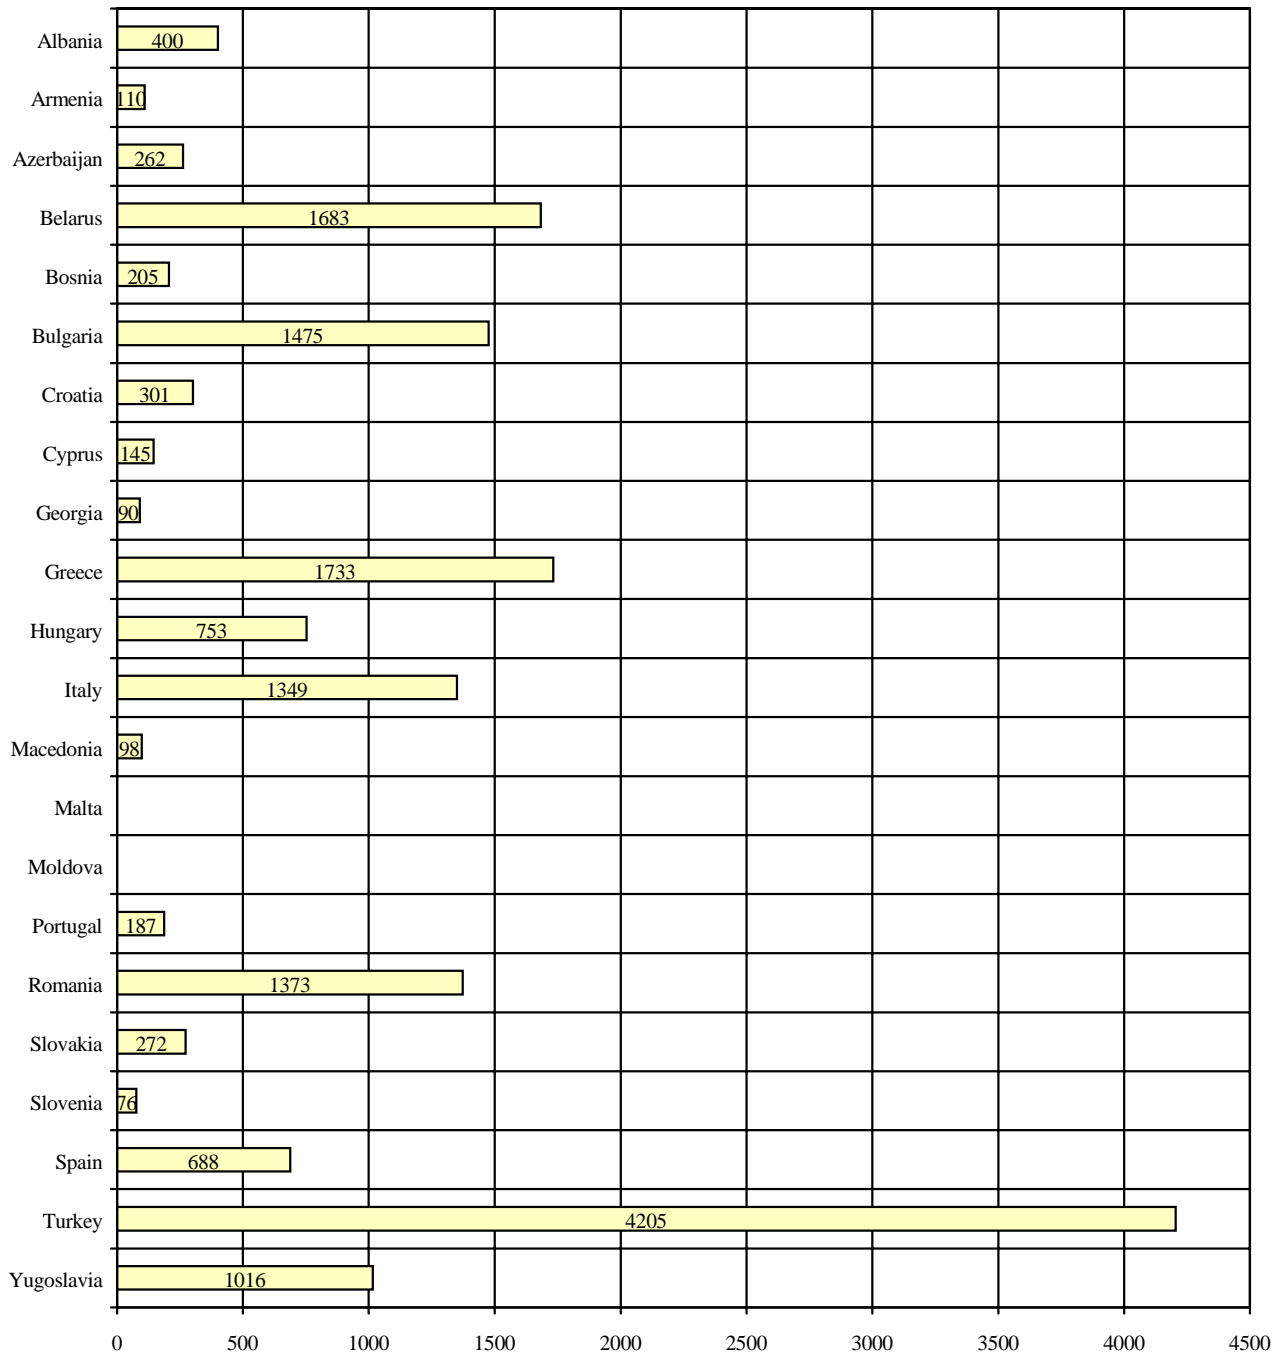 Albania 400
Armenia 110
Azerbaijan 262
Belarus 1683
Bosnia 205
Bulgaria 1475
Croatia 301
Cyprus 145
Georgia 90
Greece 1733
Hungary 753
Italy 1349
Macedonia 98
Malta
Moldova
Portugal 187
Romania 1373
Slovakia 272
Slovenia 76
Spain 688
Turkey 4205
Yugoslavia 1016
0 500 1000 1500 2000 2500 3000 3500 4000 4500